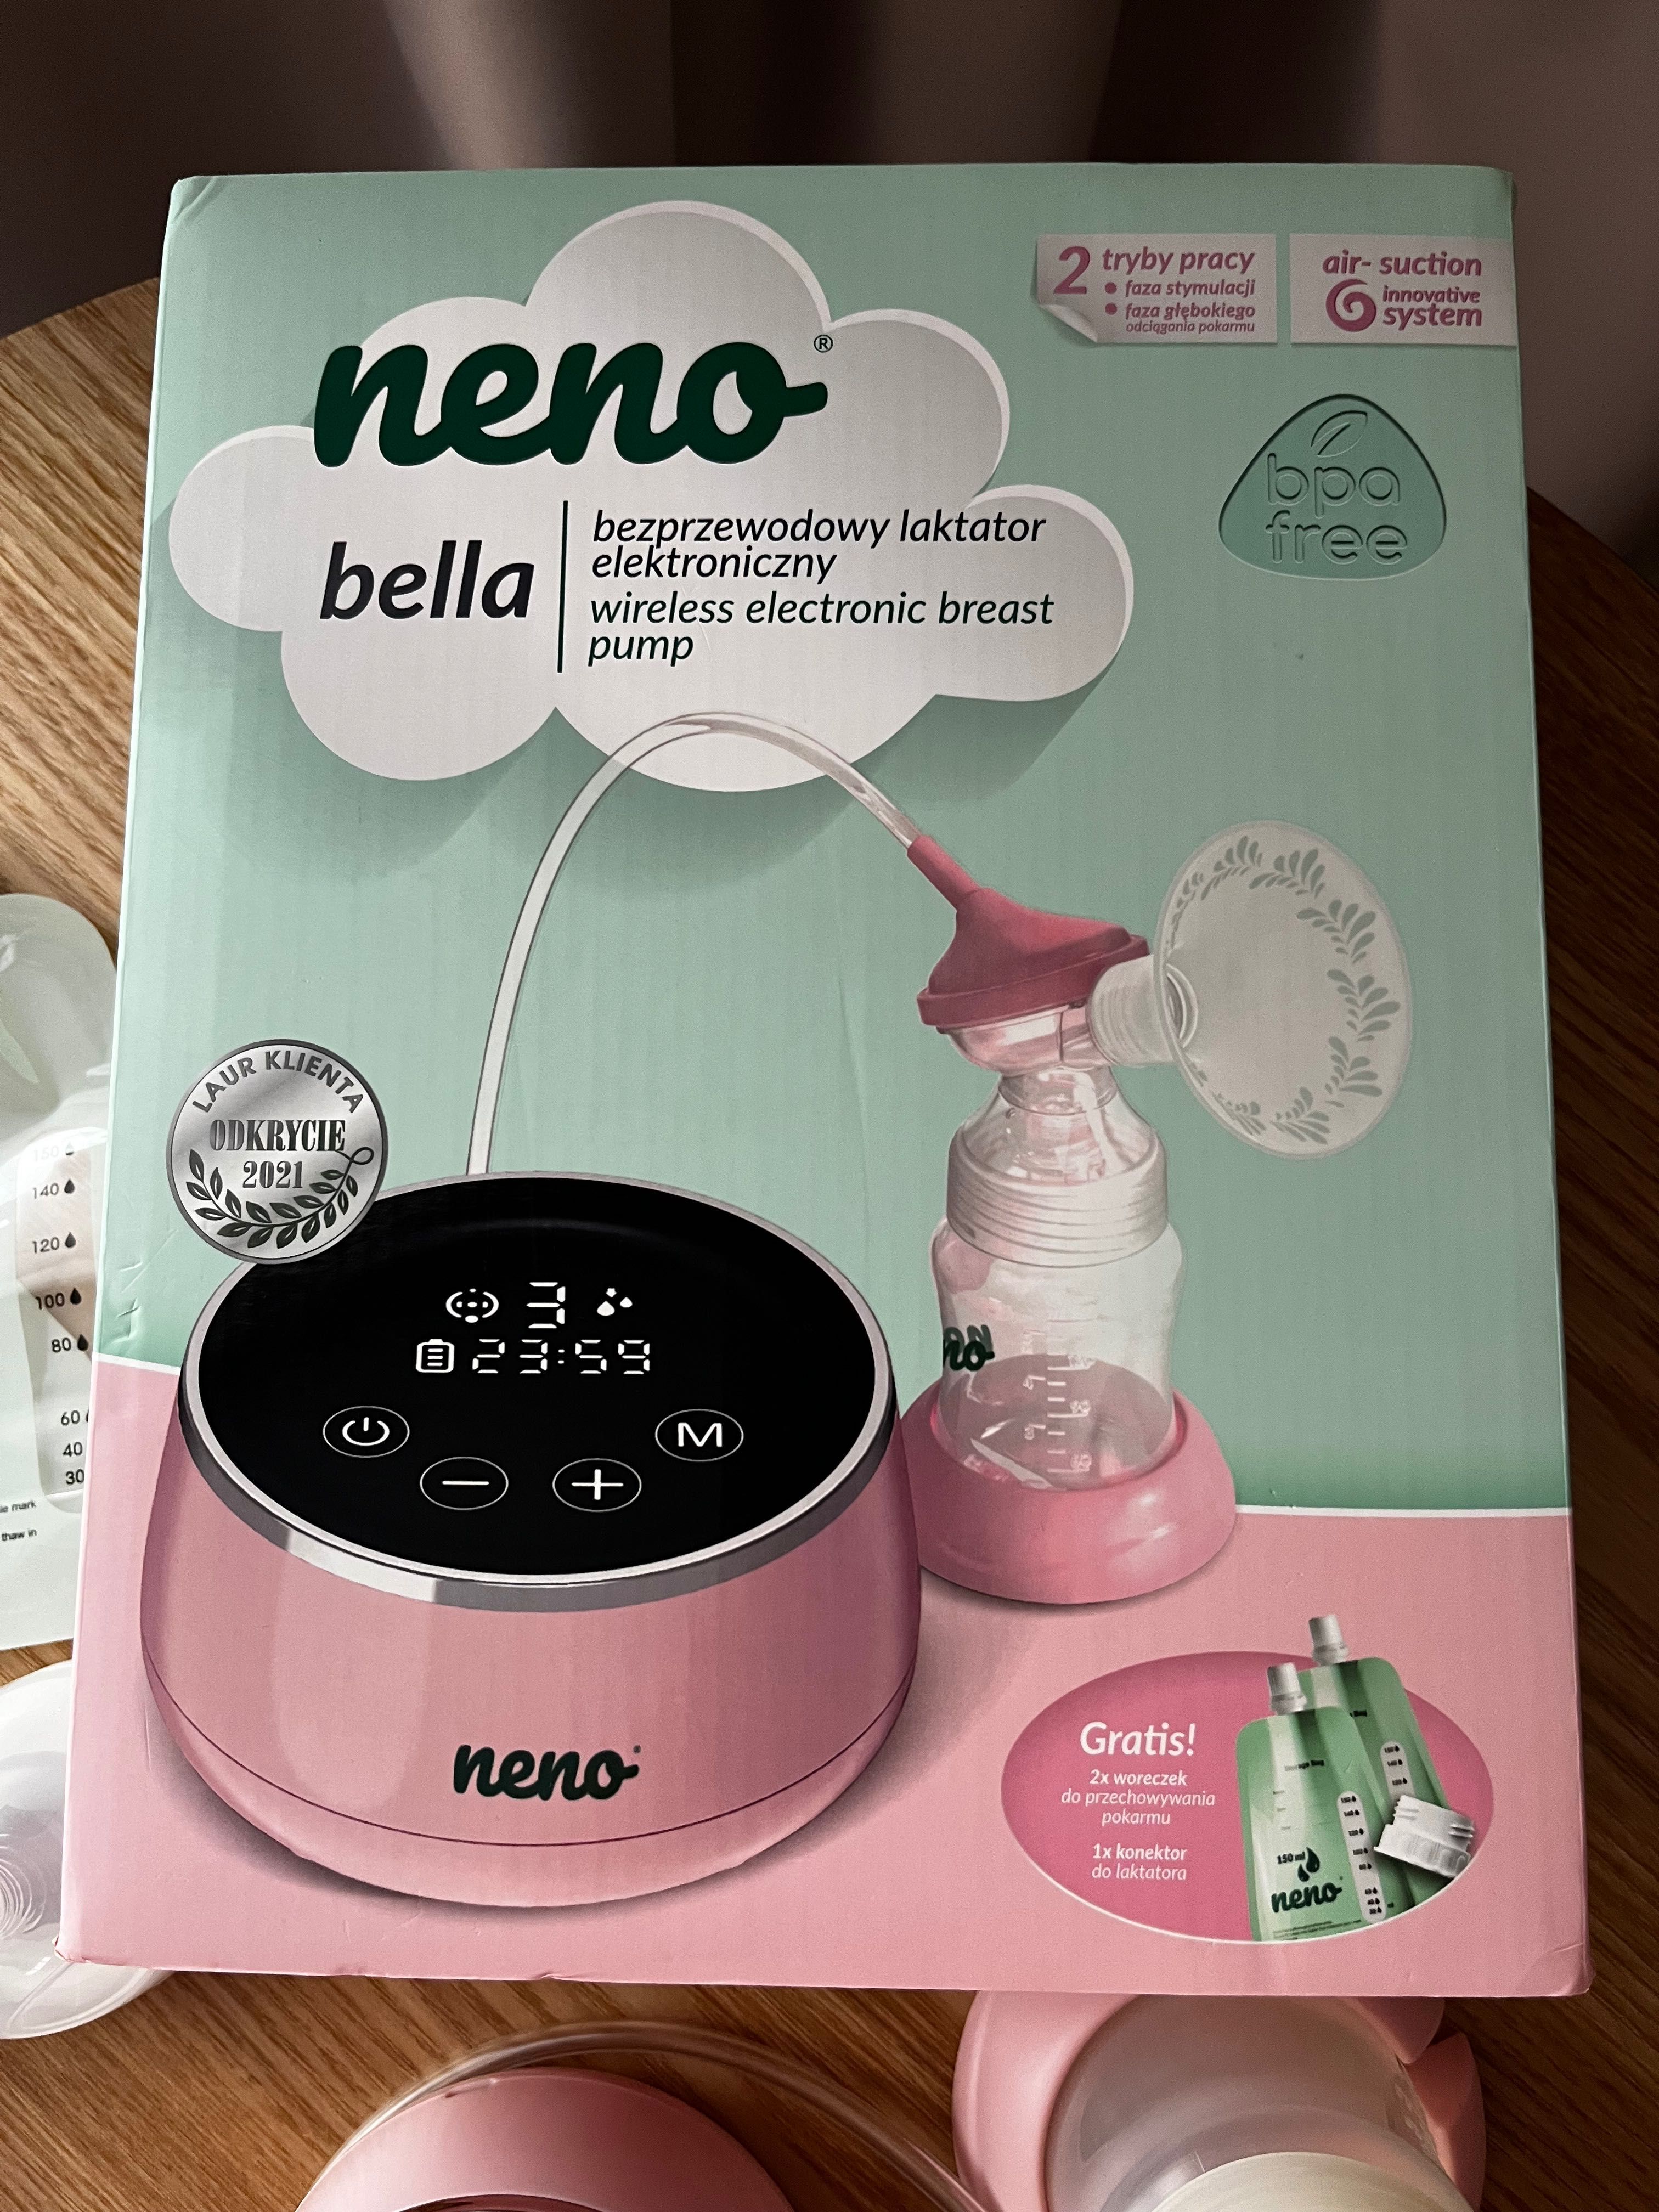 neno®
bella
bezprzewodowy laktator
elektroniczny
wireless electronic breast
pump
2 tryby pracy
• faza stymulacji
• faza głębokiego
odciągania pokarmu
air- suction
innovative
system
bpa
free
LAUR KLIENTA
ODKRYCIE
2021
3
23:59
M
− +
neno
Gratis!
2x woreczek
do przechowywania
pokarmu
1x konektor
do laktatora
150 ml
neno
150
140
120
100
80
60
40
30
thaw in